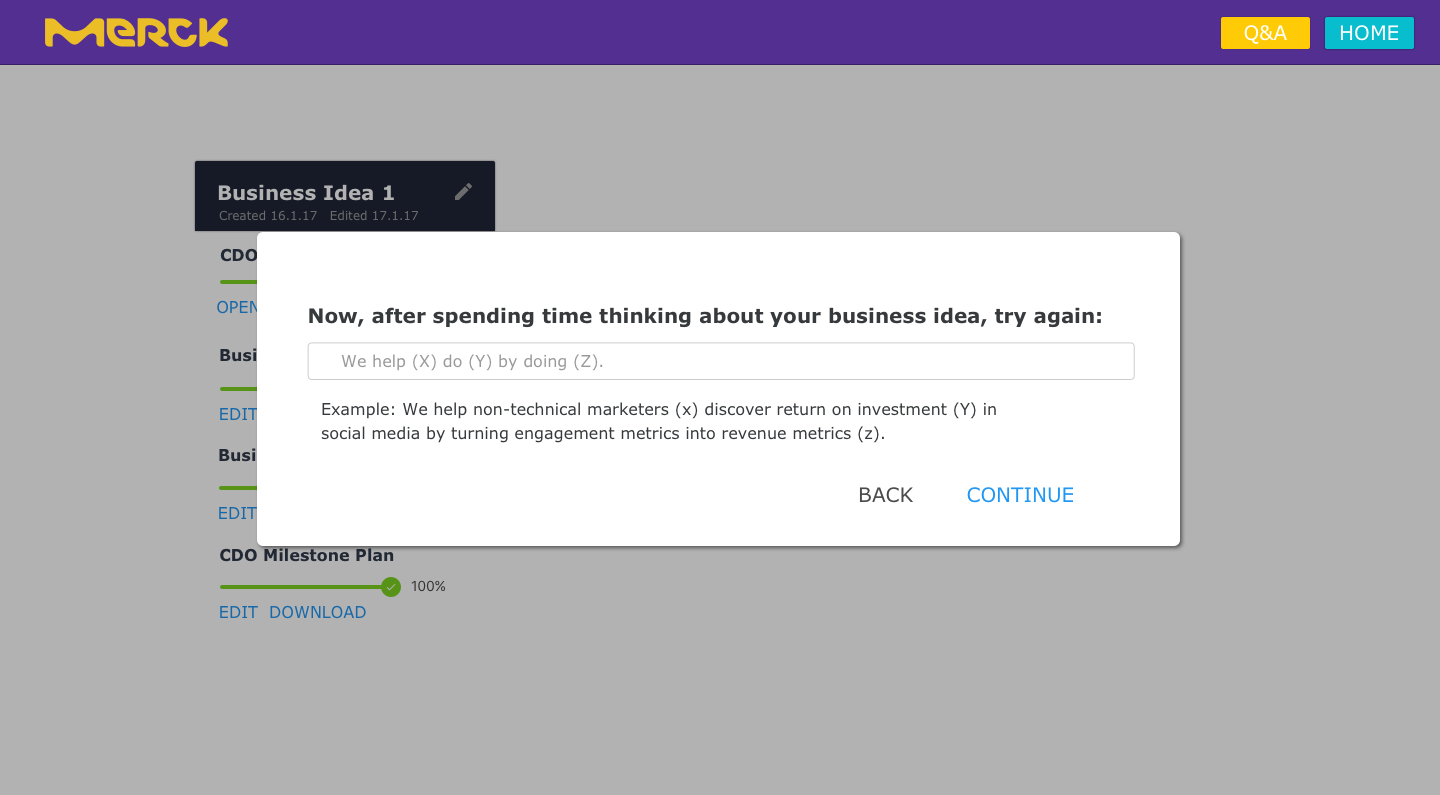 MERCK
Q&A
HOME
Business Idea 1
Created 16.1.17 Edited 17.1.17
CDO
OPEN
Now, after spending time thinking about your business idea, try again:
We help (X) do (Y) by doing (Z).
Example: We help non-technical marketers (x) discover return on investment (Y) in
social media by turning engagement metrics into revenue metrics (z).
BACK
CONTINUE
Busi
EDIT
Busi
EDIT
CDO Milestone Plan
100%
EDIT DOWNLOAD